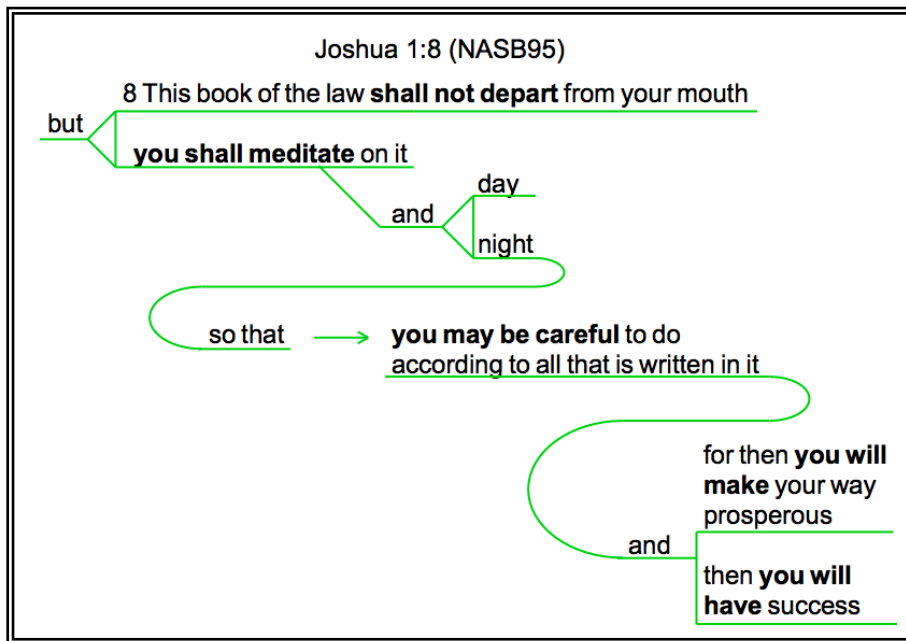 Joshua 1:8 (NASB95)
8 This book of the law shall not depart from your mouth
but
you shall meditate on it
day
and
night
so that
you may be careful to do
according to all that is written in it
for then you will
make your way
prosperous
and
then you will
have success